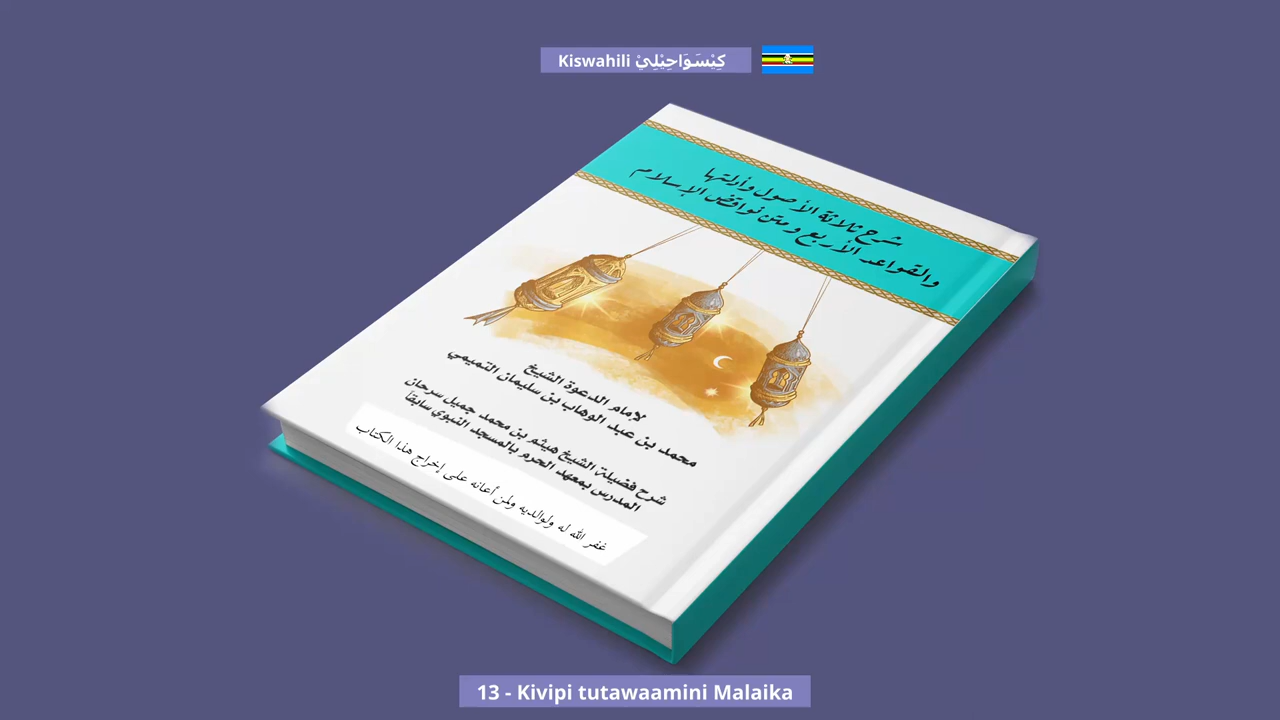 Kiswahili كِيْسَوَاحِيْلِيْ
شرح ثلاثة الأصول وأدلتها
والقواعد الأربع ومتن نواقض الإسلام
لإمام الدعوة الشيخ
محمد بن عبد الوهاب بن سليمان التميمي
شرح فضيلة الشيخ هيثم بن محمد جميل سرحان
المدرس بمعهد الحرم بالمسجد النبوي سابقاً
غفر الله له ولوالديه ولمن أعانه على إخراج هذا الكتاب
13 - Kivipi tutawaamini Malaika